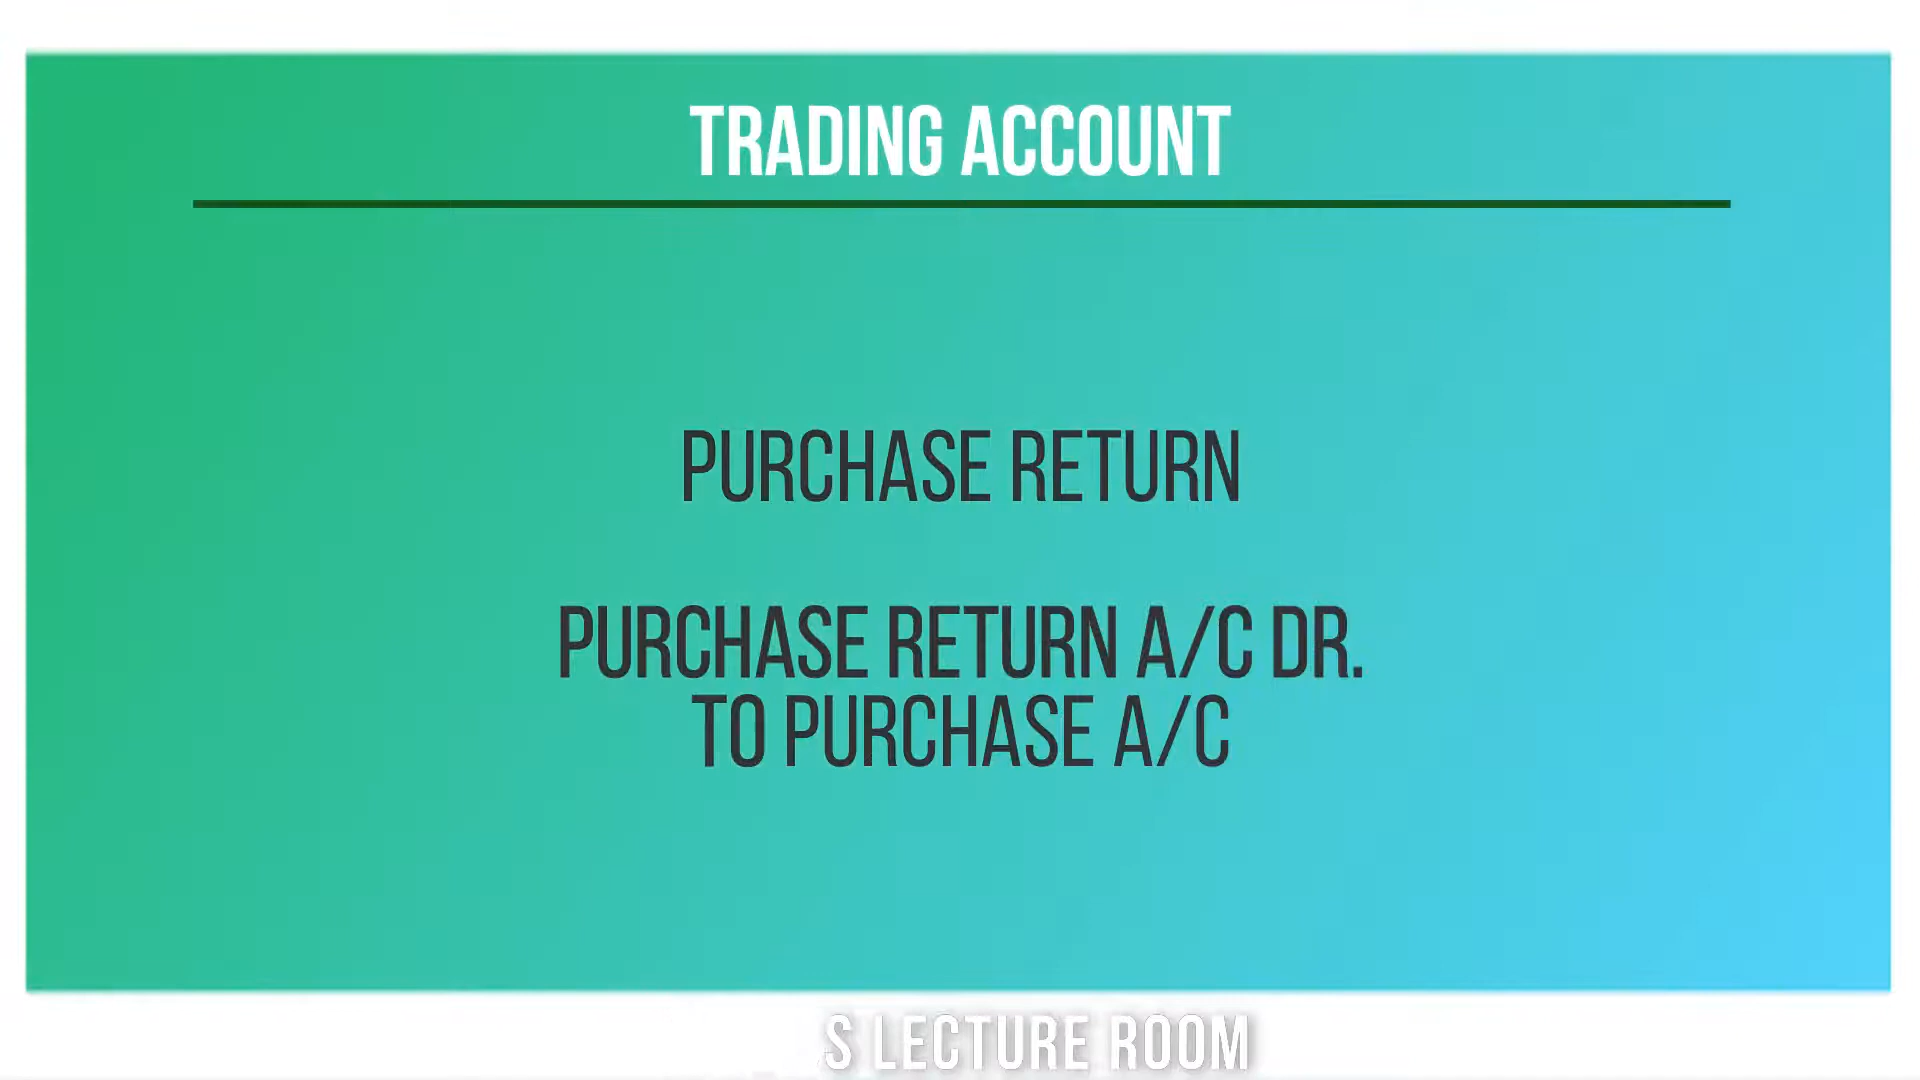 TRADING ACCOUNT
PURCHASE RETURN
PURCHASE RETURN A/C DR.
TO PURCHASE A/C
S LECTURE ROOM